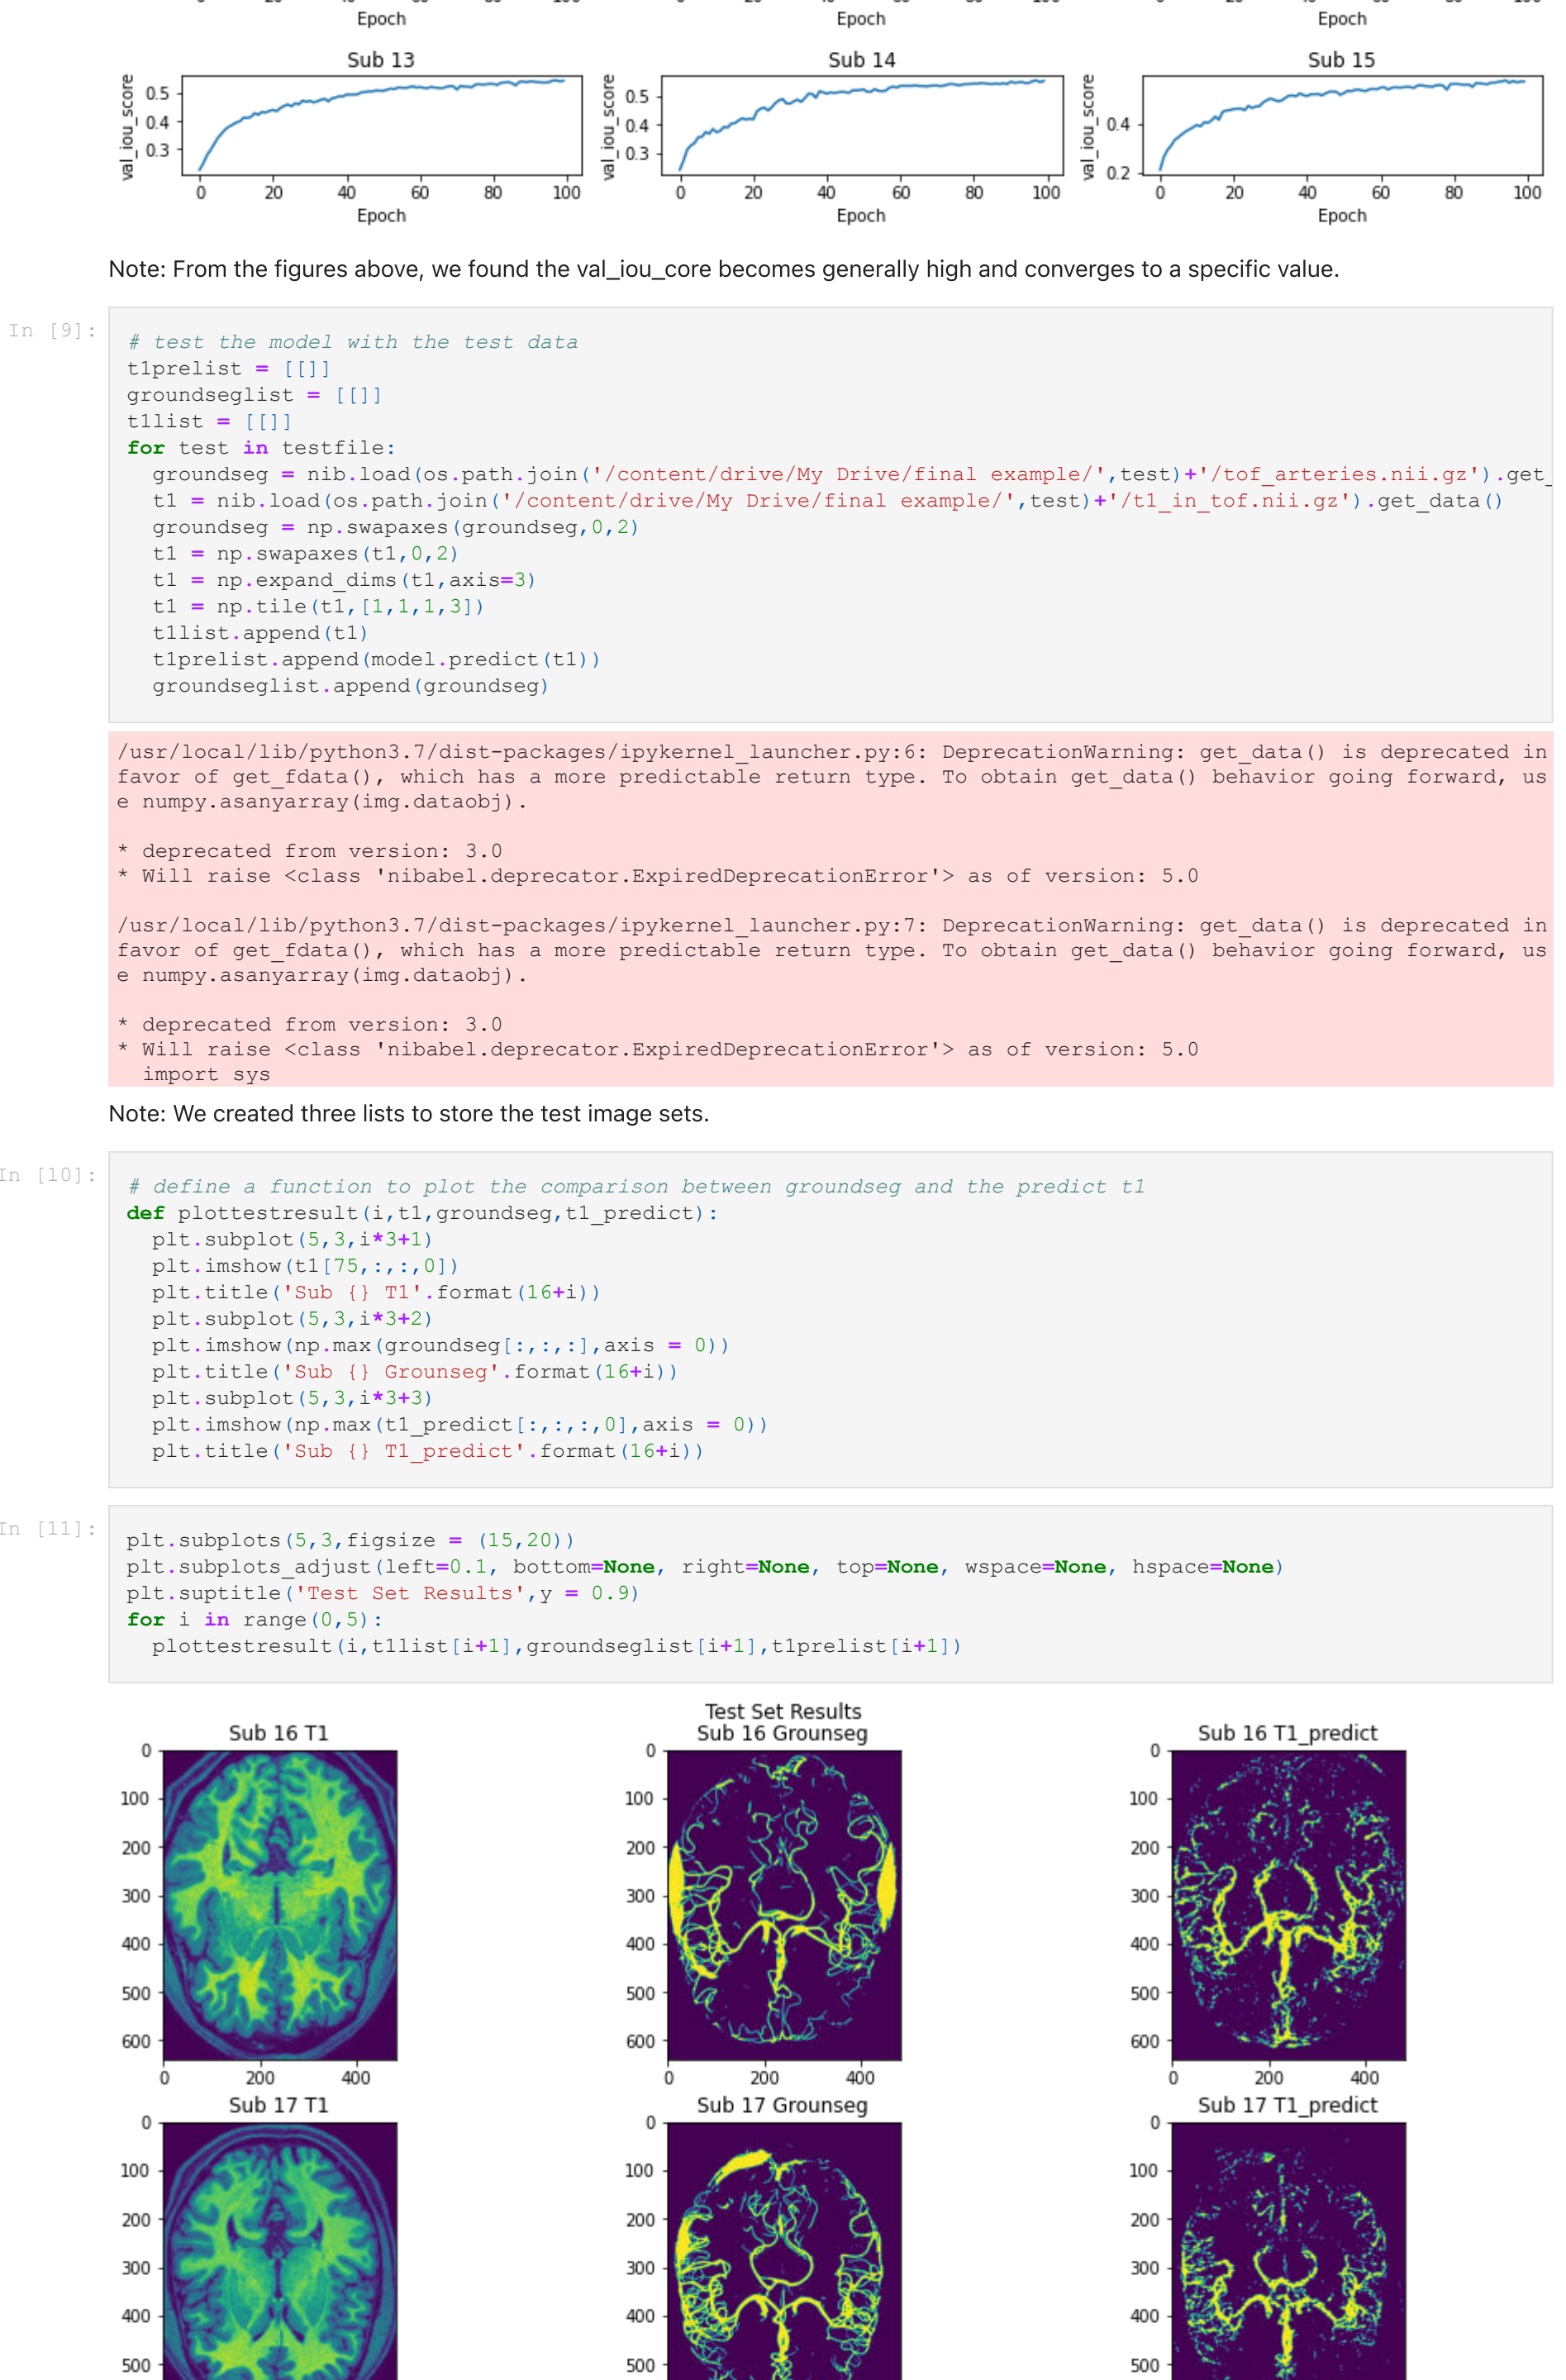 0 20 40 60 80 100 0 20 40 60 80 100 0 20 40 60 80 100
Epoch Epoch Epoch
Sub 13 Sub 14 Sub 15
val_iou_score 0.5 0.4 0.3 val_iou_score 0.5 0.4 0.3 val_iou_score 0.4 0.2
0 20 40 60 80 100 0 20 40 60 80 100 0 20 40 60 80 100
Epoch Epoch Epoch
Note: From the figures above, we found the val_iou_core becomes generally high and converges to a specific value.
In [9]:
# test the model with the test data
t1prelist = [[]]
groundseglist = [[]]
t1list = [[]]
for test in testfile:
  groundseg = nib.load(os.path.join('/content/drive/My Drive/final example/',test)+'/tof_arteries.nii.gz').get_
  t1 = nib.load(os.path.join('/content/drive/My Drive/final example/',test)+'/t1_in_tof.nii.gz').get_data()
  groundseg = np.swapaxes(groundseg,0,2)
  t1 = np.swapaxes(t1,0,2)
  t1 = np.expand_dims(t1,axis=3)
  t1 = np.tile(t1,[1,1,1,3])
  t1list.append(t1)
  t1prelist.append(model.predict(t1))
  groundseglist.append(groundseg)
/usr/local/lib/python3.7/dist-packages/ipykernel_launcher.py:6: DeprecationWarning: get_data() is deprecated in
favor of get_fdata(), which has a more predictable return type. To obtain get_data() behavior going forward, us
e numpy.asanyarray(img.dataobj).
* deprecated from version: 3.0
* Will raise <class 'nibabel.deprecator.ExpiredDeprecationError'> as of version: 5.0
/usr/local/lib/python3.7/dist-packages/ipykernel_launcher.py:7: DeprecationWarning: get_data() is deprecated in
favor of get_fdata(), which has a more predictable return type. To obtain get_data() behavior going forward, us
e numpy.asanyarray(img.dataobj).
* deprecated from version: 3.0
* Will raise <class 'nibabel.deprecator.ExpiredDeprecationError'> as of version: 5.0
  import sys
Note: We created three lists to store the test image sets.
In [10]:
# define a function to plot the comparison between groundseg and the predict t1
def plottestresult(i,t1,groundseg,t1_predict):
  plt.subplot(5,3,i*3+1)
  plt.imshow(t1[75,:,:,0])
  plt.title('Sub {} T1'.format(16+i))
  plt.subplot(5,3,i*3+2)
  plt.imshow(np.max(groundseg[:,:,:],axis = 0))
  plt.title('Sub {} Grounseg'.format(16+i))
  plt.subplot(5,3,i*3+3)
  plt.imshow(np.max(t1_predict[:,:,:,0],axis = 0))
  plt.title('Sub {} T1_predict'.format(16+i))
In [11]:
plt.subplots(5,3,figsize = (15,20))
plt.subplots_adjust(left=0.1, bottom=None, right=None, top=None, wspace=None, hspace=None)
plt.suptitle('Test Set Results',y = 0.9)
for i in range(0,5):
  plottestresult(i,t1list[i+1],groundseglist[i+1],t1prelist[i+1])
Test Set Results
Sub 16 T1 Sub 16 Grounseg Sub 16 T1_predict
0 0 0
100 100 100
200 200 200
300 300 300
400 400 400
500 500 500
600 600 600
0 200 400 0 200 400 0 200 400
Sub 17 T1 Sub 17 Grounseg Sub 17 T1_predict
0 0 0
100 100 100
200 200 200
300 300 300
400 400 400
500 500 500